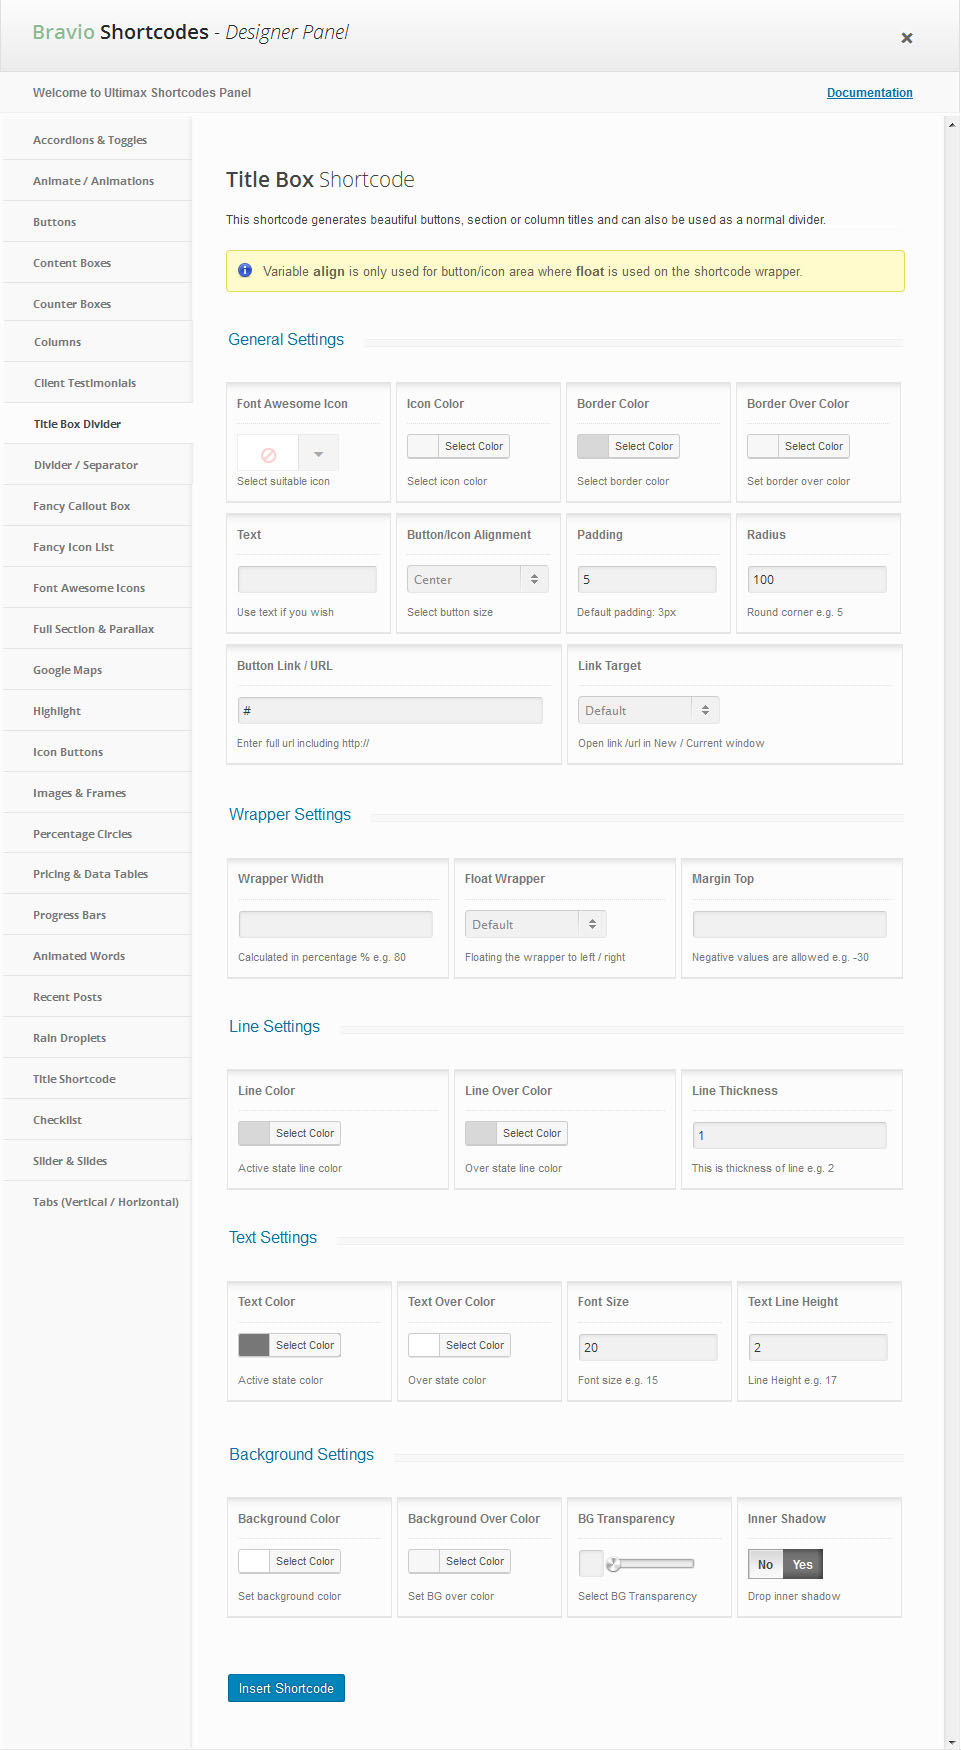 Bravio Shortcodes - Designer Panel
Welcome to Ultimax Shortcodes Panel
Documentation
Accordions & Toggles
Animate / Animations
Buttons
Content Boxes
Counter Boxes
Columns
Client Testimonials
Title Box Divider
Divider / Separator
Fancy Callout Box
Fancy Icon List
Font Awesome Icons
Full Section & Parallax
Google Maps
Highlight
Icon Buttons
Images & Frames
Percentage Circles
Pricing & Data Tables
Progress Bars
Animated Words
Recent Posts
Rain Droplets
Title Shortcode
Checklist
Slider & Slides
Tabs (Vertical / Horizontal)
Title Box Shortcode
This shortcode generates beautiful buttons, section or column titles and can also be used as a normal divider.
Variable align is only used for button/icon area where float is used on the shortcode wrapper.
General Settings
Font Awesome Icon
Select suitable icon
Icon Color
Select Color
Select icon color
Border Color
Select Color
Select border color
Border Over Color
Select Color
Set border over color
Text
Use text if you wish
Button/Icon Alignment
Center
Select button size
Padding
5
Default padding: 3px
Radius
100
Round corner e.g. 5
Button Link / URL
#
Enter full url including http://
Link Target
Default
Open link /url in New / Current window
Wrapper Settings
Wrapper Width
Calculated in percentage % e.g. 80
Float Wrapper
Default
Floating the wrapper to left / right
Margin Top
Negative values are allowed e.g. -30
Line Settings
Line Color
Select Color
Active state line color
Line Over Color
Select Color
Over state line color
Line Thickness
1
This is thickness of line e.g. 2
Text Settings
Text Color
Select Color
Active state color
Text Over Color
Select Color
Over state color
Font Size
20
Font size e.g. 15
Text Line Height
2
Line Height e.g. 17
Background Settings
Background Color
Select Color
Set background color
Background Over Color
Select Color
Set BG over color
BG Transparency
Select BG Transparency
Inner Shadow
No Yes
Drop inner shadow
Insert Shortcode